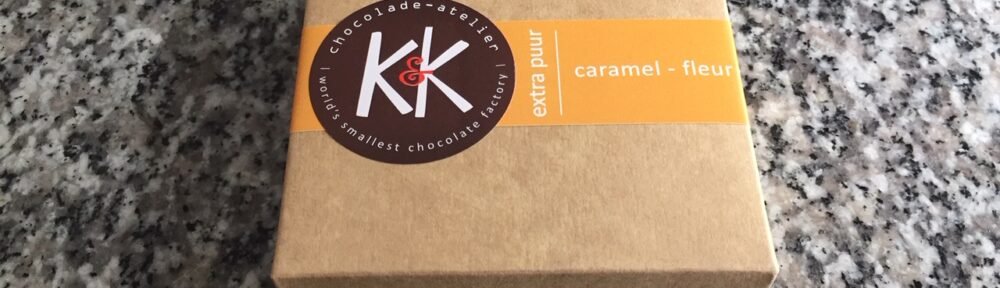 chocolade-atelier
K&K
| world's smallest chocolate factory |
extra puur
caramel - fleur